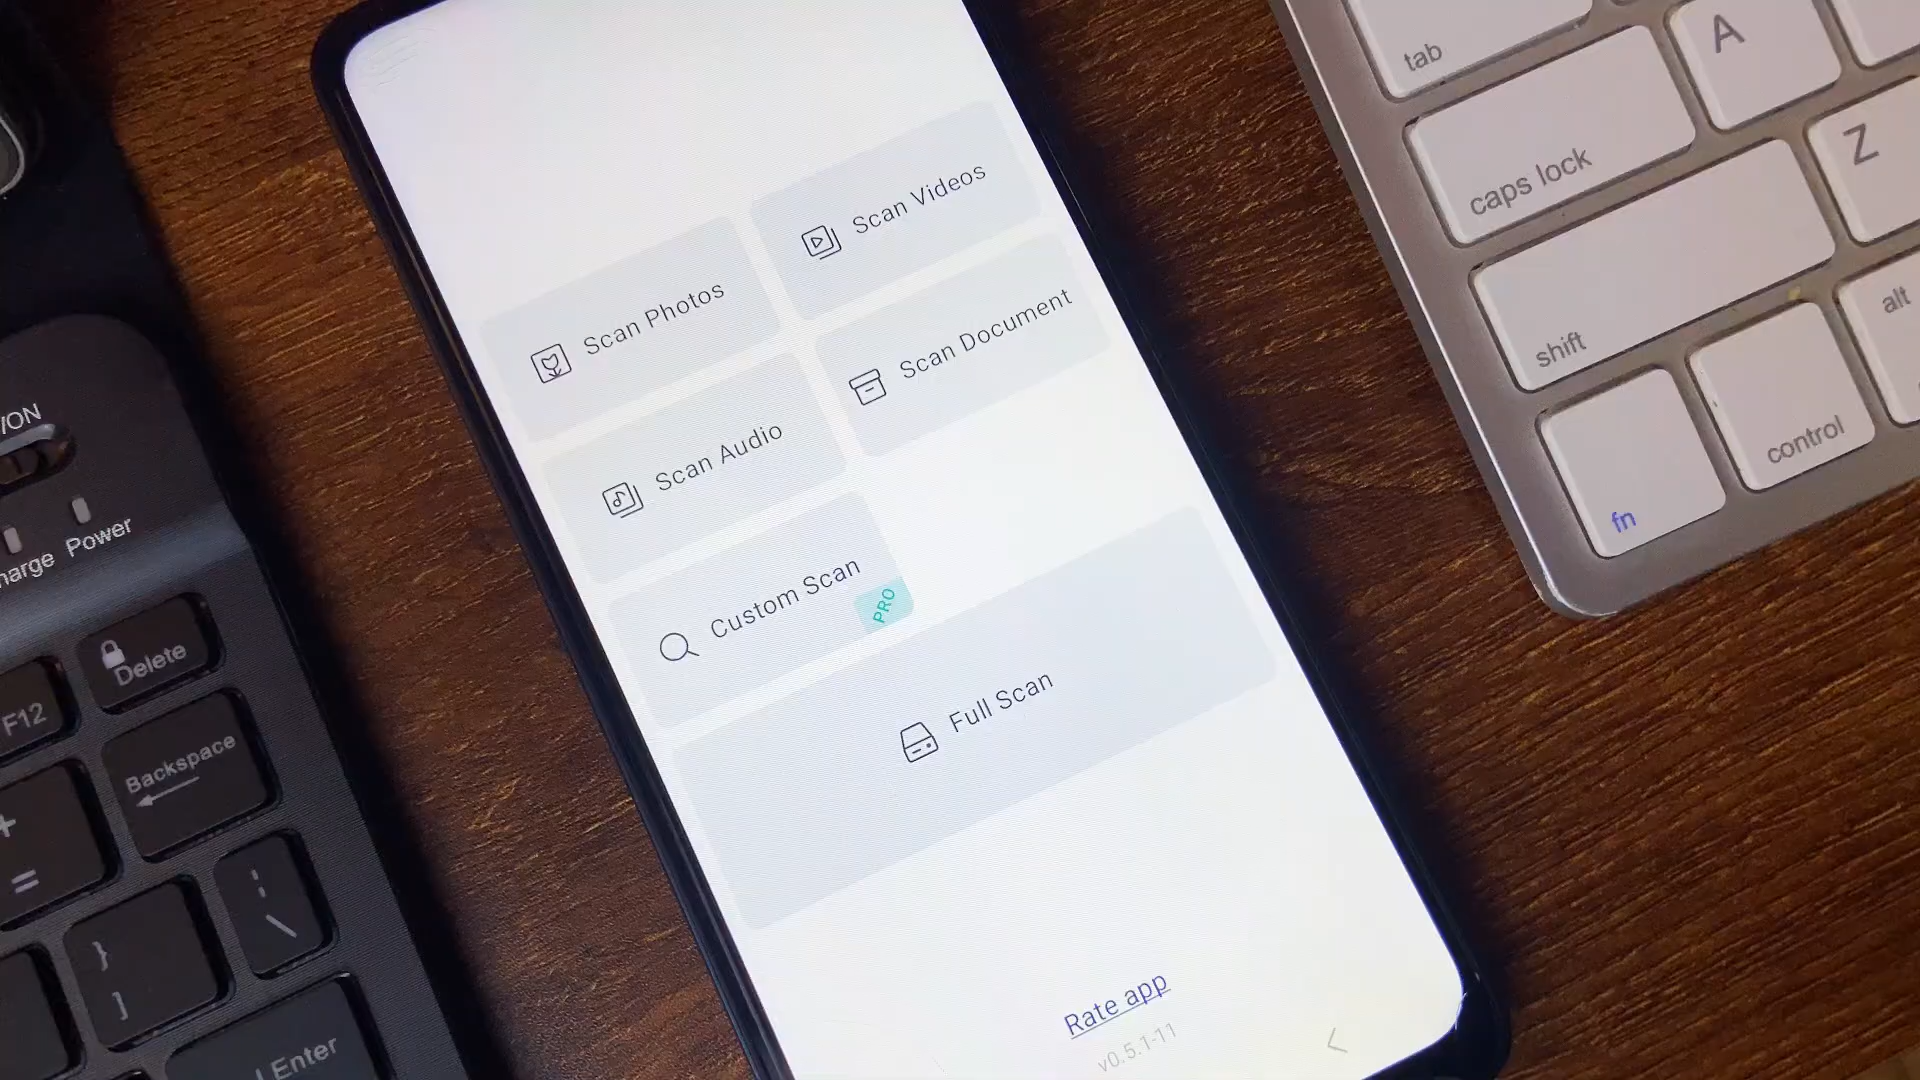 Scan Photos
Scan Videos
Scan Audio
Scan Document
Custom Scan
PRO
Full Scan
Rate app
v0.5.1-11
/ON
Power
Delete
F12
Backspace
+
=
}
]
¦
\
Enter
tab
A
caps lock
Z
shift
alt
fn
control